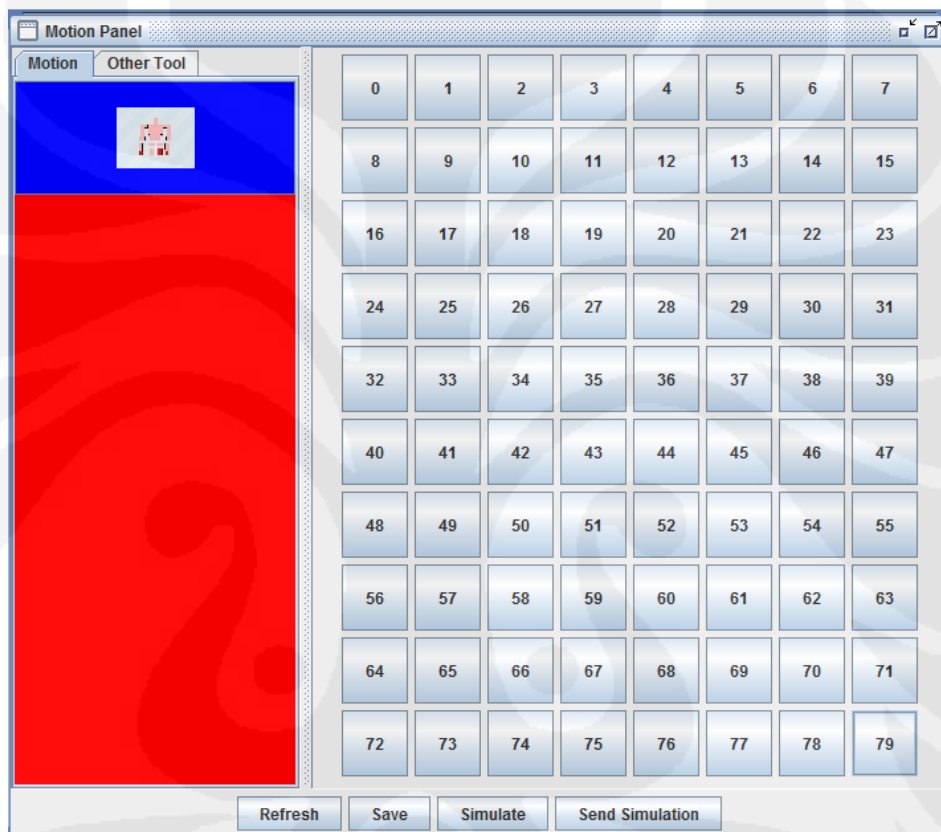 Motion Panel
Motion Other Tool
0 1 2 3 4 5 6 7
8 9 10 11 12 13 14 15
16 17 18 19 20 21 22 23
24 25 26 27 28 29 30 31
32 33 34 35 36 37 38 39
40 41 42 43 44 45 46 47
48 49 50 51 52 53 54 55
56 57 58 59 60 61 62 63
64 65 66 67 68 69 70 71
72 73 74 75 76 77 78 79
Refresh Save Simulate Send Simulation